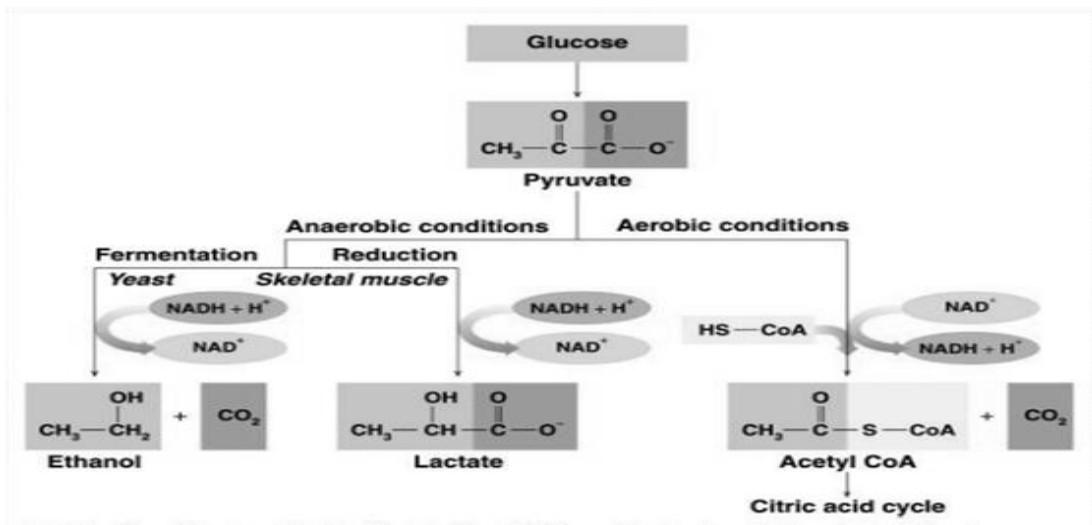 Glucose
O O
CH₃—C—C—O⁻
Pyruvate
Anaerobic conditions Aerobic conditions
Fermentation Reduction
Yeast Skeletal muscle
NADH + H⁺ NADH + H⁺ NAD⁺
HS—CoA
NAD⁺ NAD⁺ NADH + H⁺
OH OH O O
CH₃—CH₂ + CO₂ CH₃—CH—C—O⁻ CH₃—C—S—CoA + CO₂
Ethanol Lactate Acetyl CoA
Citric acid cycle